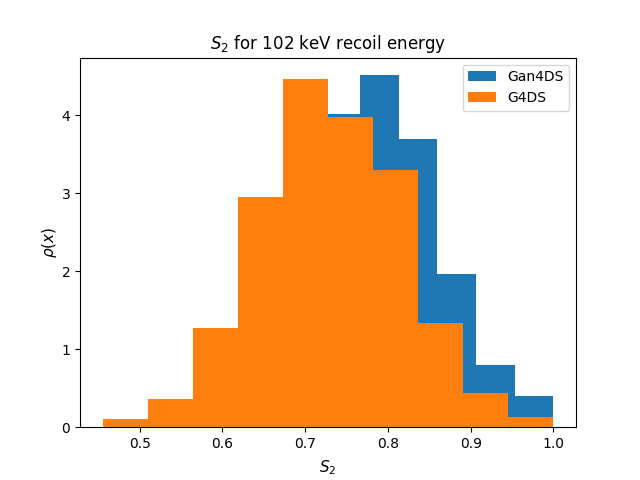 S₂ for 102 keV recoil energy
Gan4DS
G4DS
ρ(x)
4
3
2
1
0
0.5 0.6 0.7 0.8 0.9 1.0
S₂